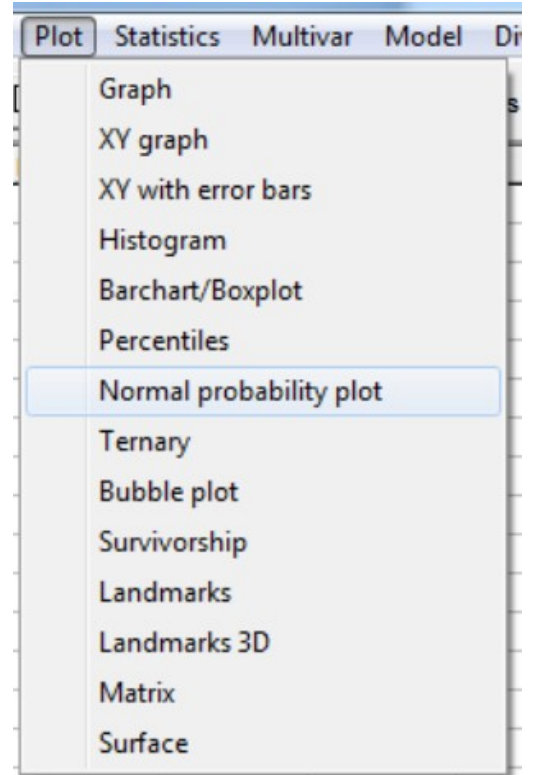 Plot Statistics Multivar Model Di
Graph
XY graph
XY with error bars
Histogram
Barchart/Boxplot
Percentiles
Normal probability plot
Ternary
Bubble plot
Survivorship
Landmarks
Landmarks 3D
Matrix
Surface